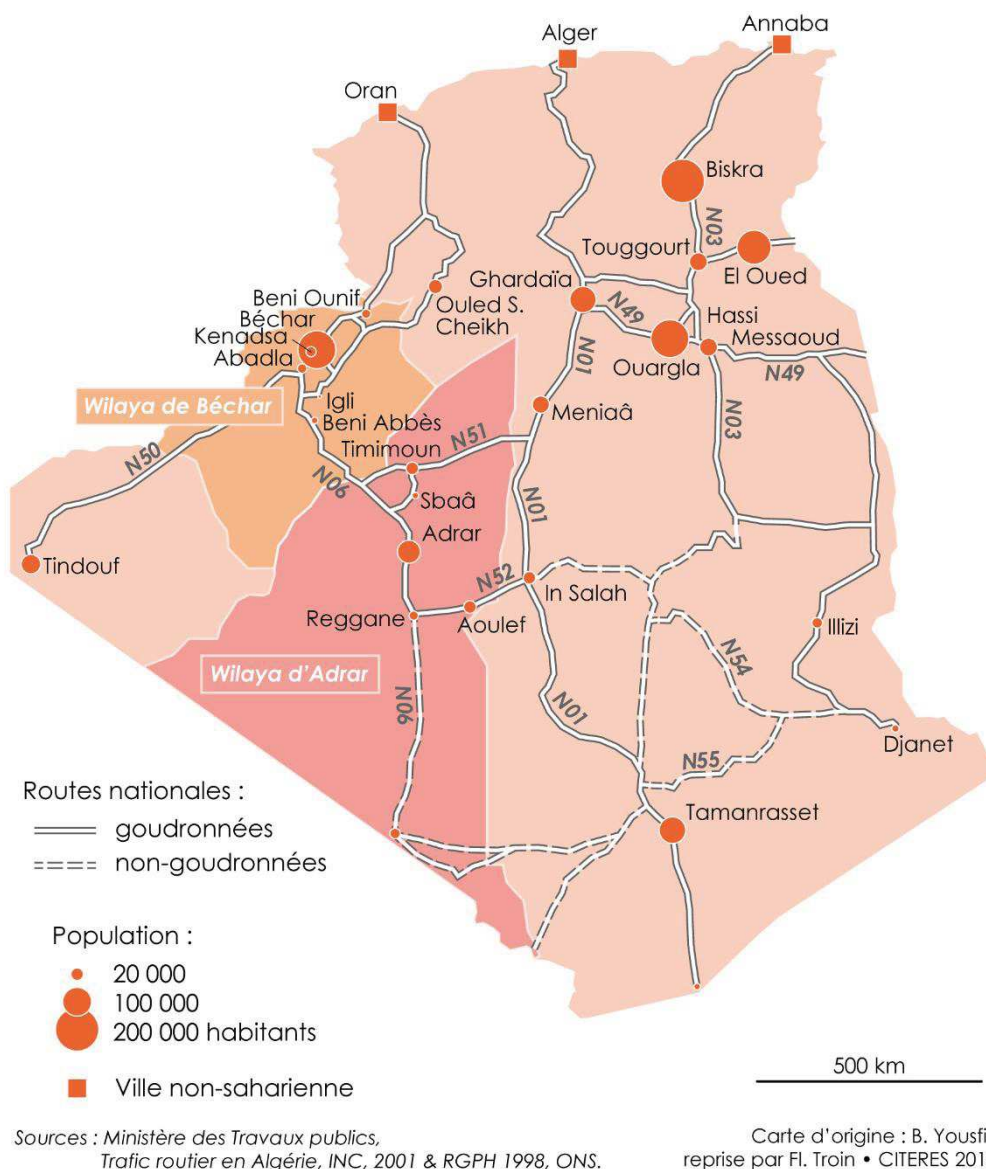 Annaba
Alger
Oran
Biskra
N03
Touggourt
El Oued
Ghardaïa
Beni Ounif
Ouled S.
Cheikh
N49
Hassi
Messaoud
Béchar
Kenadsa
Abadla
Ouargla
N01
N49
Igli
Wilaya de Béchar
Beni Abbès
Meniaâ
N03
Timimoun
N51
N50
N06
Sbaâ
N01
Adrar
Tindouf
N52
In Salah
Reggane
Aoulef
Illizi
N54
Wilaya d'Adrar
N06
N01
Djanet
N55
Tamanrasset
Routes nationales :
goudronnées
non-goudronnées
Population :
20 000
100 000
200 000 habitants
Ville non-saharienne
500 km
Sources : Ministère des Travaux publics,
Trafic routier en Algérie, INC, 2001 & RGPH 1998, ONS.
Carte d'origine : B. Yousfi
reprise par Fl. Troin • CITERES 201